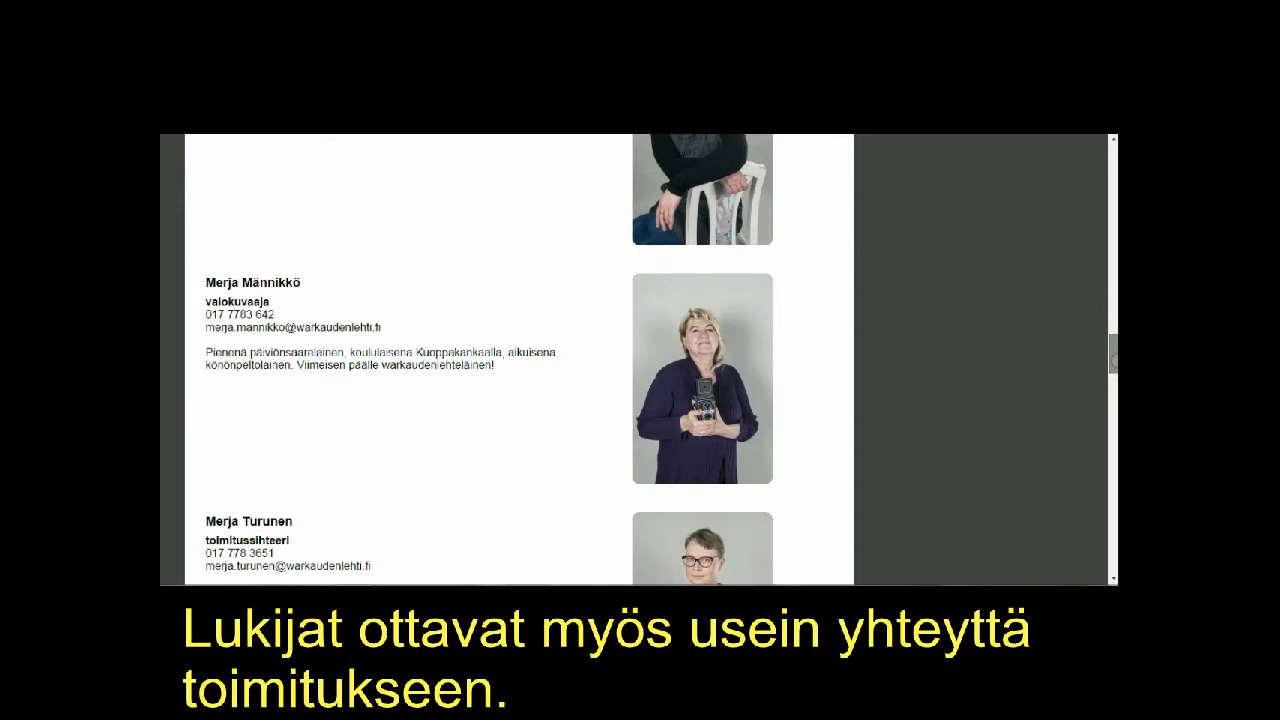 Merja Männikkö
valokuvaaja
017 7783 642
merja.mannikko@warkaudenlehti.fi
Pienenä päiviönsaarelainen, koululaisena Kuoppakankaalla, aikuisena
könönpeltolainen. Viimeisen päälle warkaudenlehteläinen!
Merja Turunen
toimitussihteeri
017 778 3651
merja.turunen@warkaudenlehti.fi
Lukijat ottavat myös usein yhteyttä
toimitukseen.